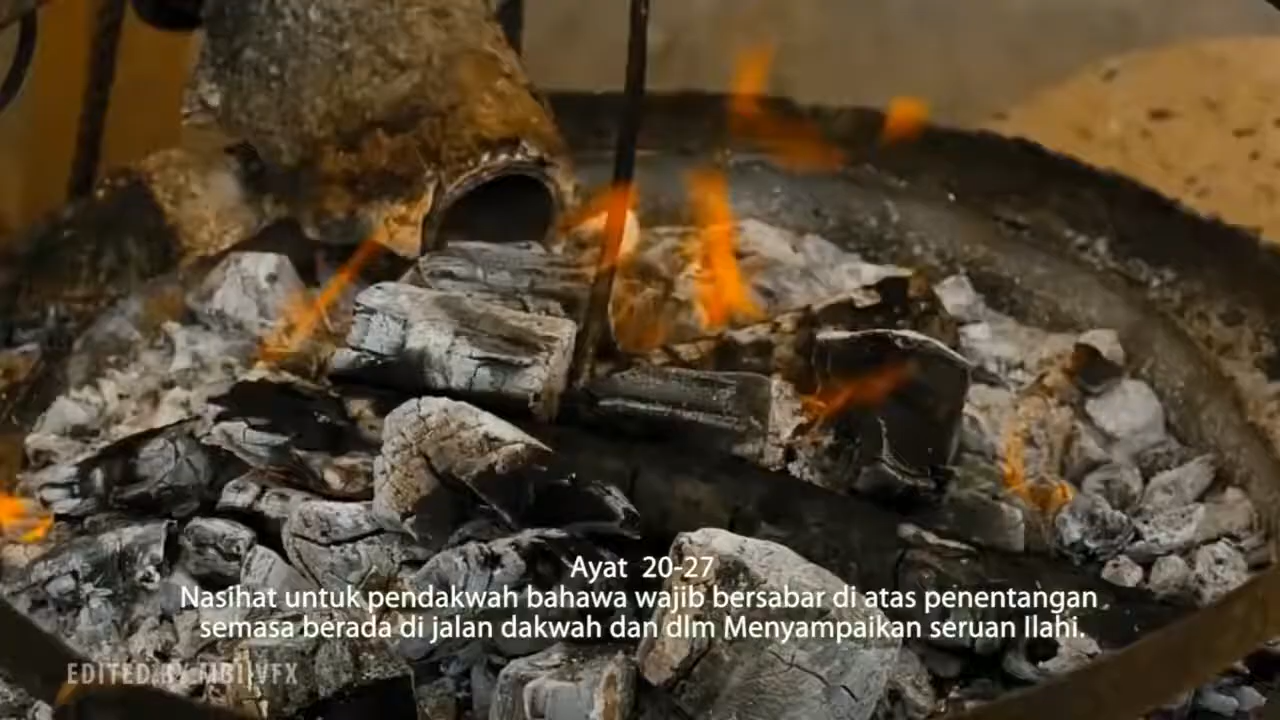 Ayat 20-27
Nasihat untuk pendakwah bahawa wajib bersabar di atas penentangan
semasa berada di jalan dakwah dan dlm Menyampaikan seruan Ilahi.
EDITED BY MBI|VFX